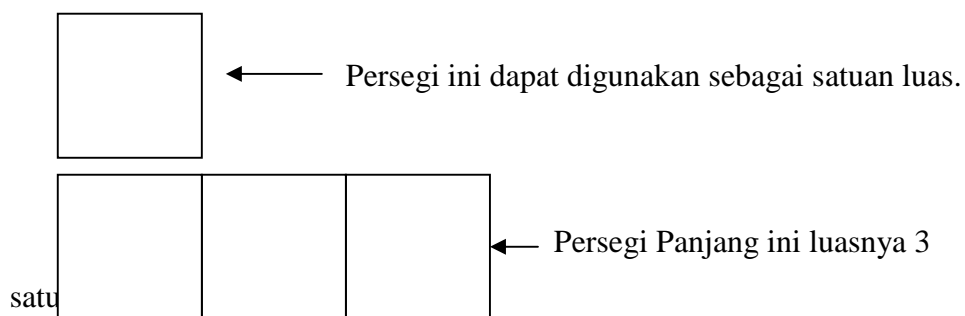 Persegi ini dapat digunakan sebagai satuan luas.
Persegi Panjang ini luasnya 3
satu